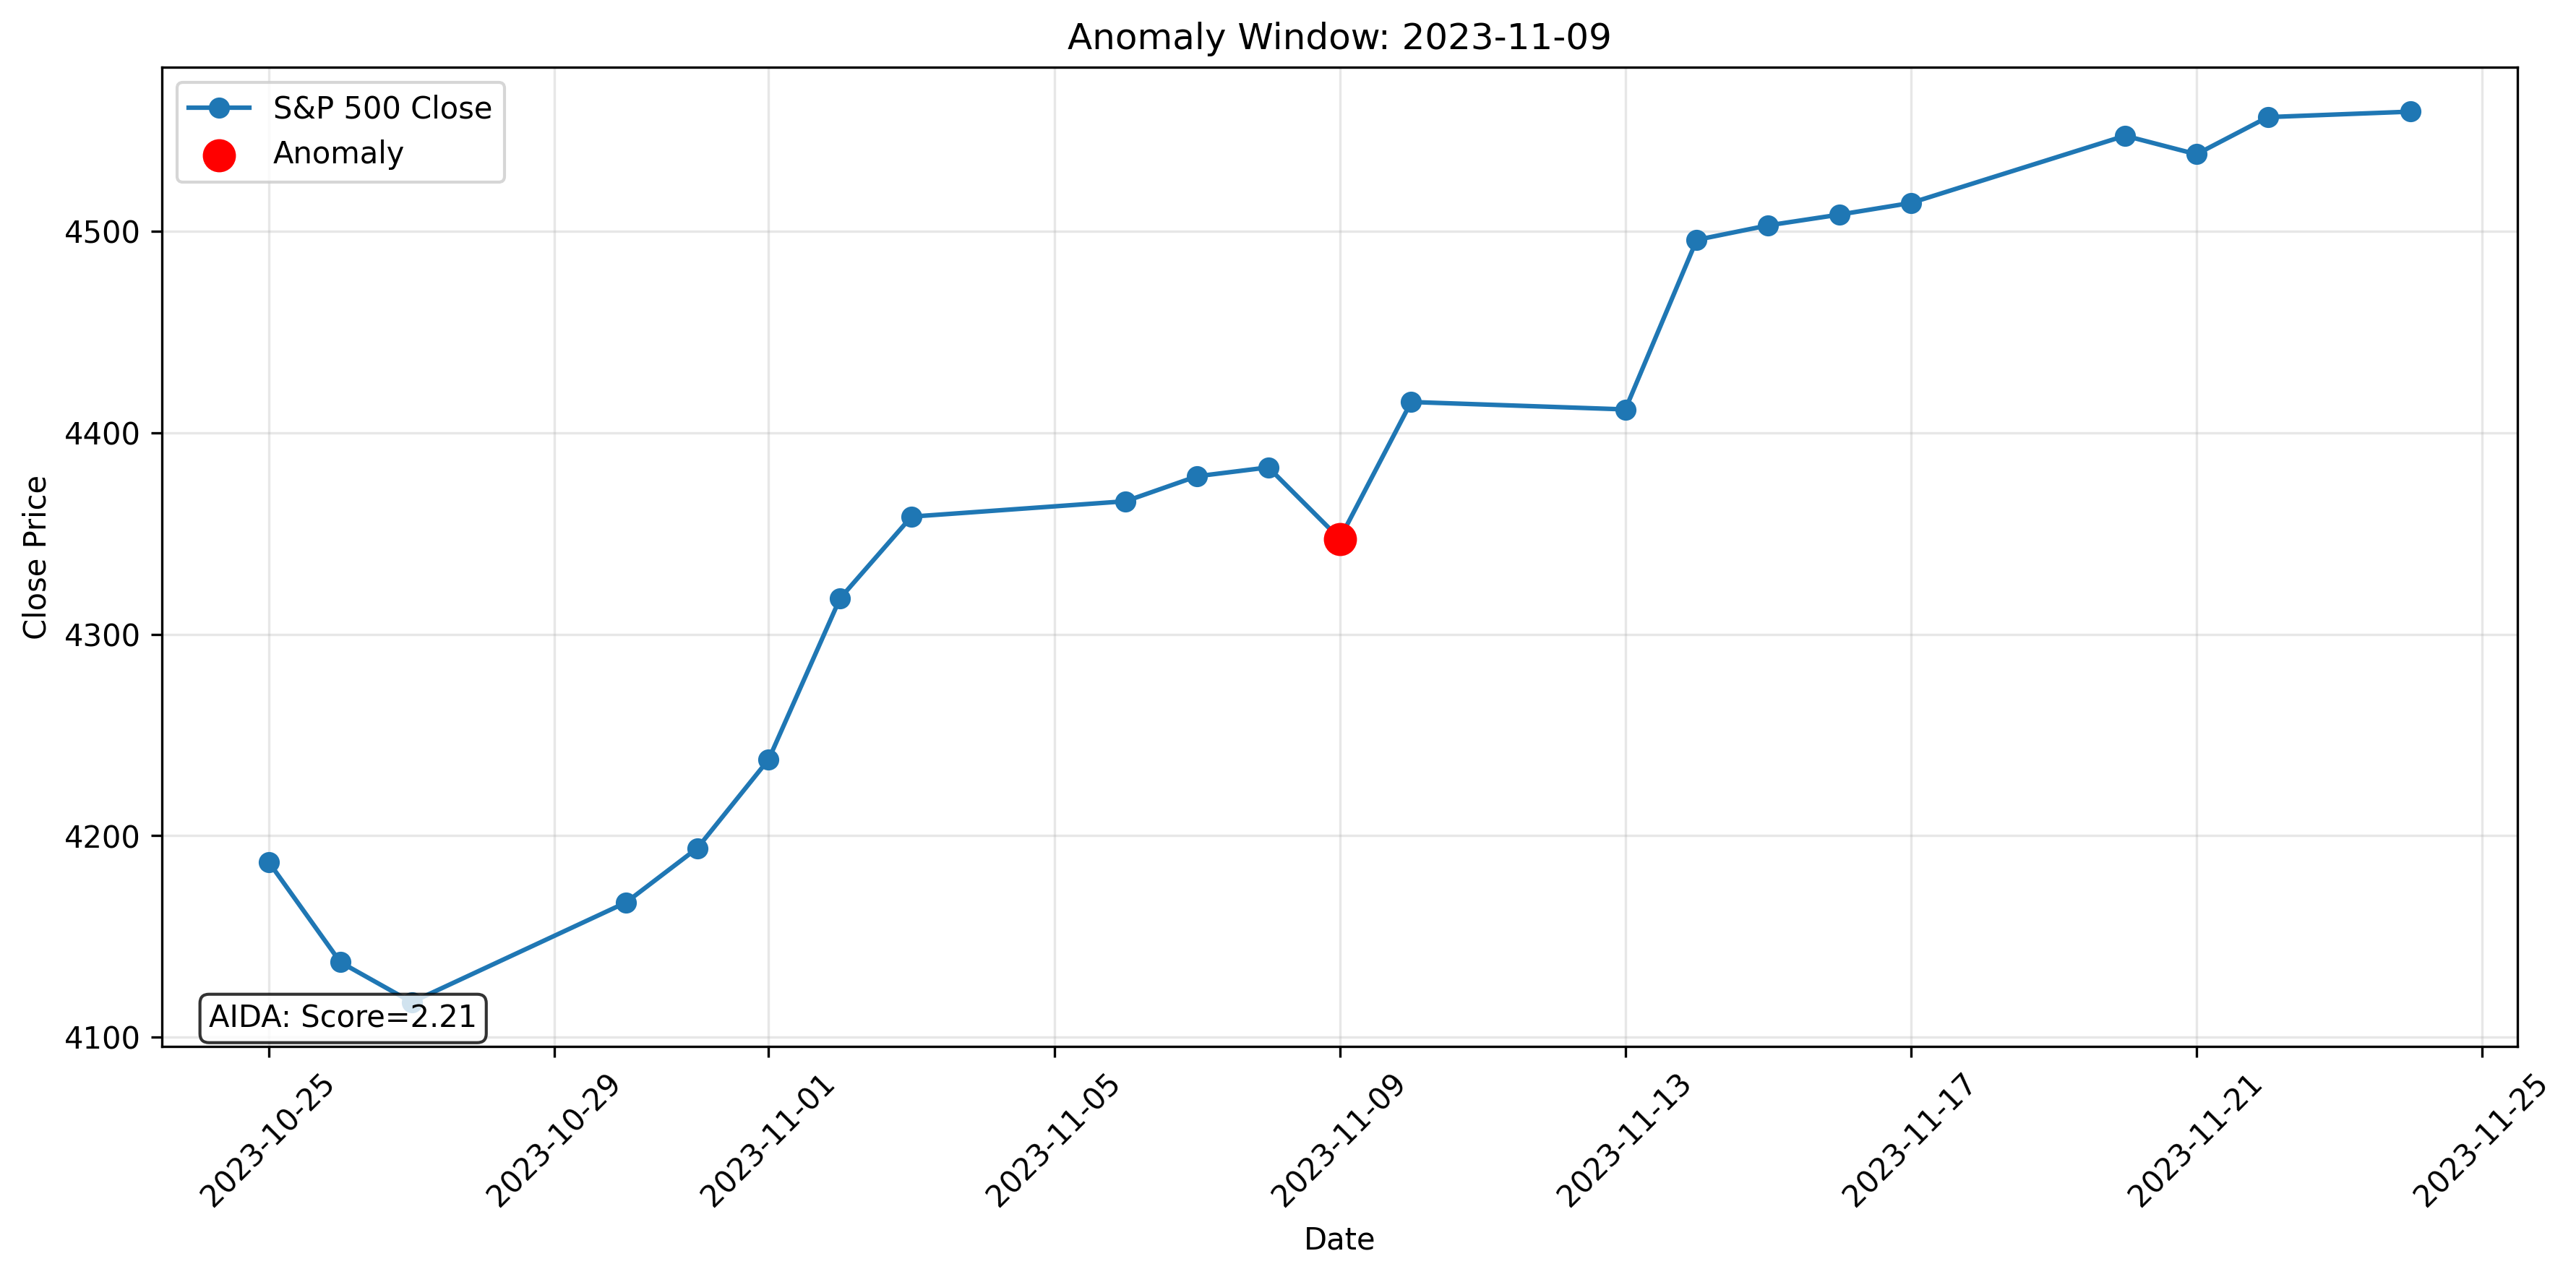 Anomaly Window: 2023-11-09
S&P 500 Close
Anomaly
Close Price
4500
4400
4300
4200
4100
AIDA: Score=2.21
2023-10-25
2023-10-29
2023-11-01
2023-11-05
2023-11-09
2023-11-13
2023-11-17
2023-11-21
2023-11-25
Date